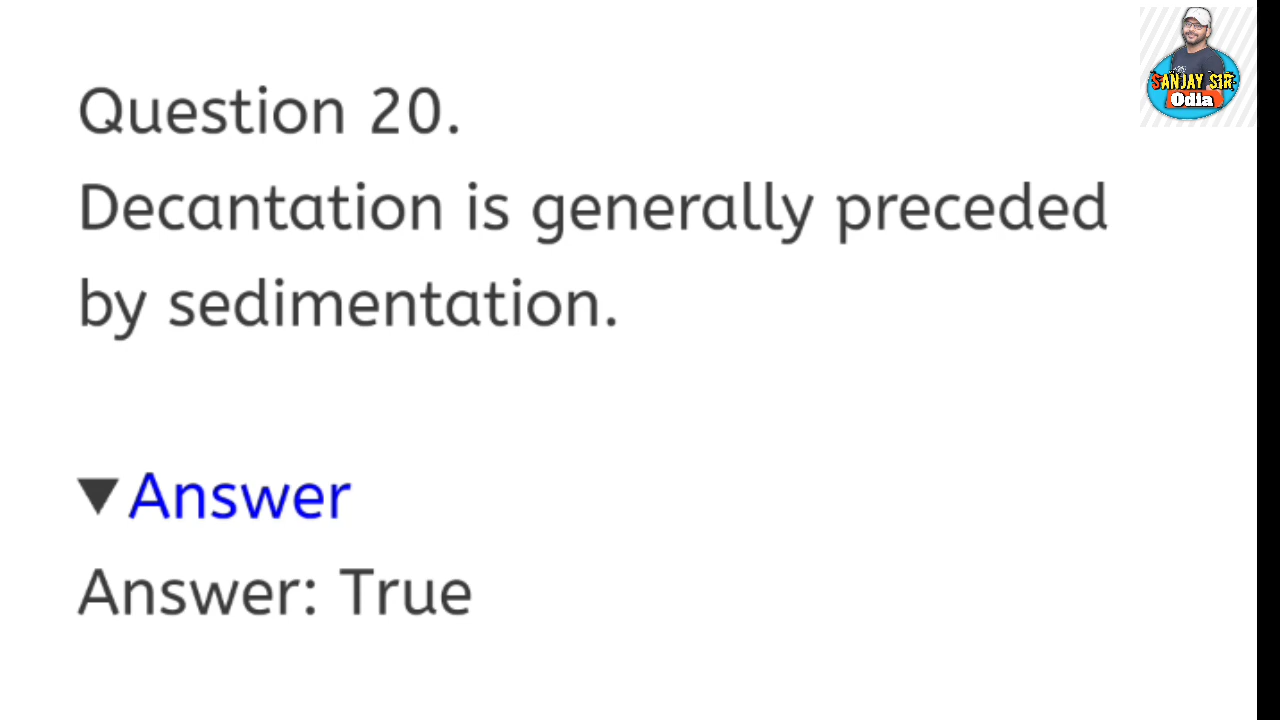 SANJAY SIR
Odia
Question 20.
Decantation is generally preceded
by sedimentation.
▼Answer
Answer: True